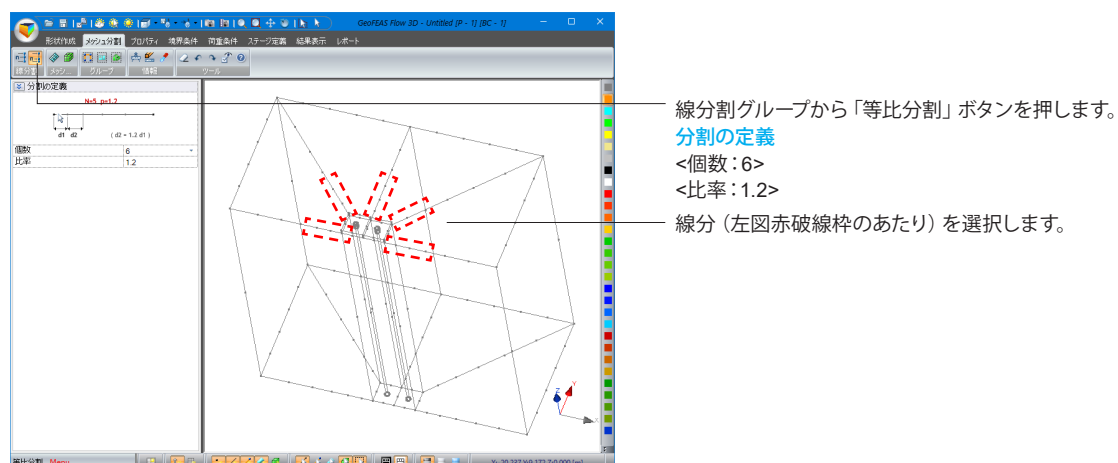 GeoFEAS Flow 3D - Untitled [P - 1] [BC - 1]
形状作成 メッシュ分割 プロパティ 境界条件 荷重条件 ステージ定義 結果表示 レポート
線分割 メッシュ... グループ 情報 ツール
分割の定義
N=5 p=1.2
d1 d2 ( d2 = 1.2 d1 )
個数 6
比率 1.2
Z Y X
等比分割 Menu
線分割グループから「等比分割」ボタンを押します。
分割の定義
<個数：6>
<比率：1.2>
線分（左図赤破線枠のあたり）を選択します。